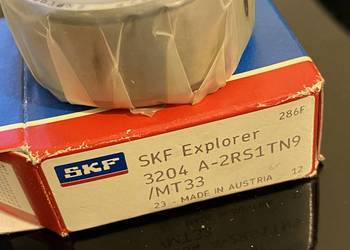 286F
SKF
SKF Explorer
3204 A-2RS1TN9
/MT33
23 - MADE IN AUSTRIA 12